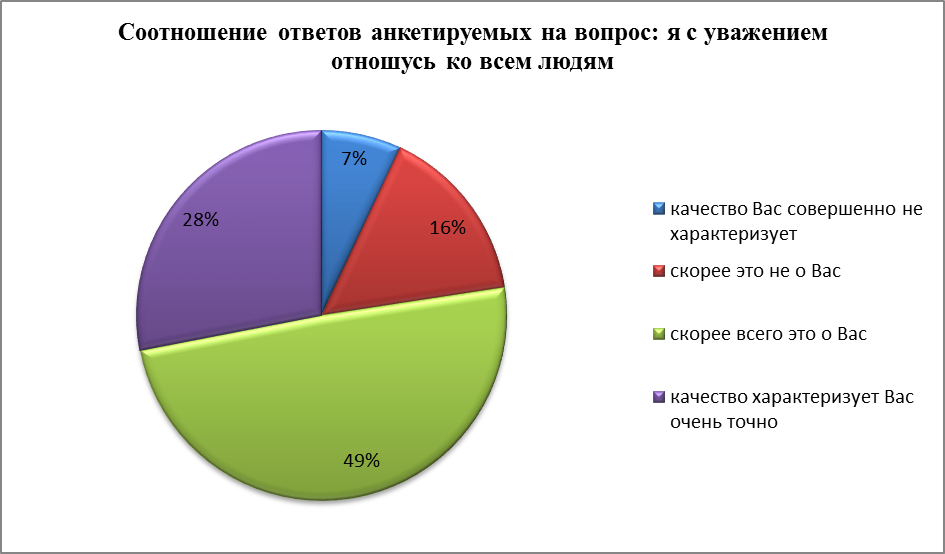 Соотношение ответов анкетируемых на вопрос: я с уважением
отношусь ко всем людям
7%
16%
28%
49%
качество Вас совершенно не
характеризует
скорее это не о Вас
скорее всего это о Вас
качество характеризует Вас
очень точно